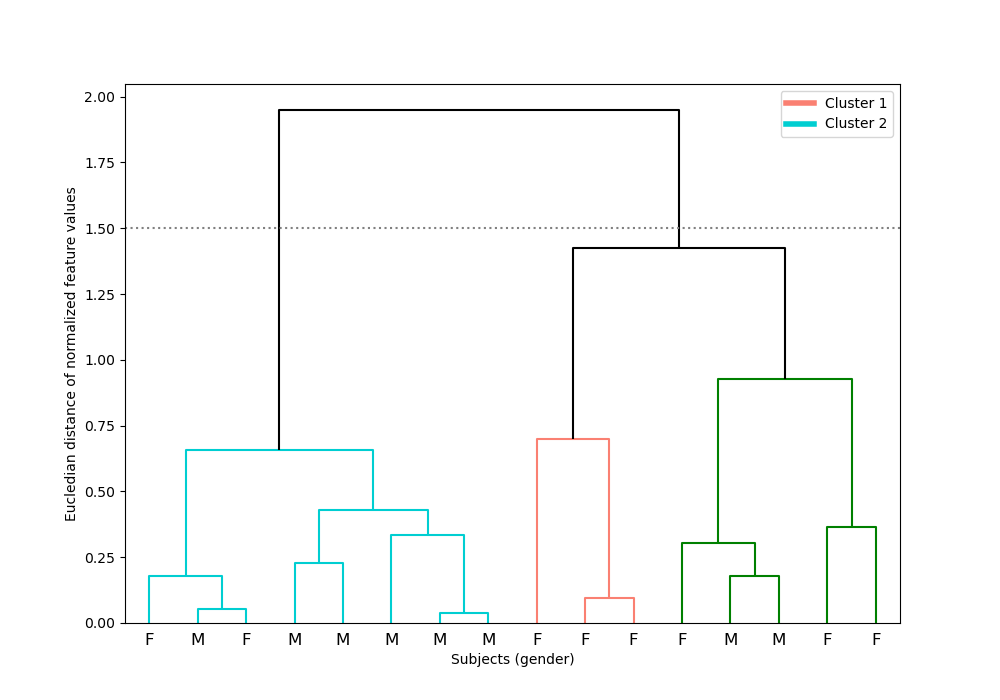 Cluster 1
Cluster 2
2.00
1.75
1.50
1.25
1.00
0.75
0.50
0.25
0.00
Eucledian distance of normalized feature values
F M F M M M M M F F F F M M F F
Subjects (gender)